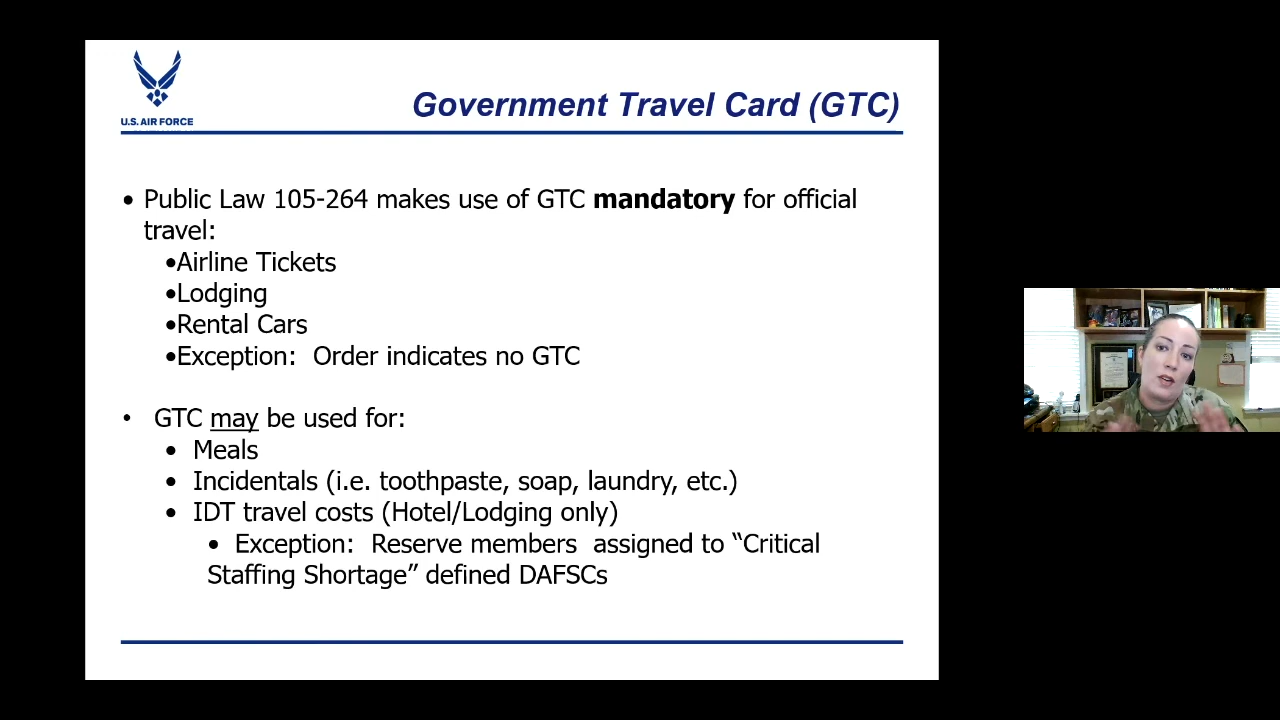 U.S. AIR FORCE
Government Travel Card (GTC)
• Public Law 105-264 makes use of GTC mandatory for official
travel:
•Airline Tickets
•Lodging
•Rental Cars
•Exception:  Order indicates no GTC
• GTC may be used for:
• Meals
• Incidentals (i.e. toothpaste, soap, laundry, etc.)
• IDT travel costs (Hotel/Lodging only)
• Exception:  Reserve members  assigned to “Critical
Staffing Shortage” defined DAFSCs